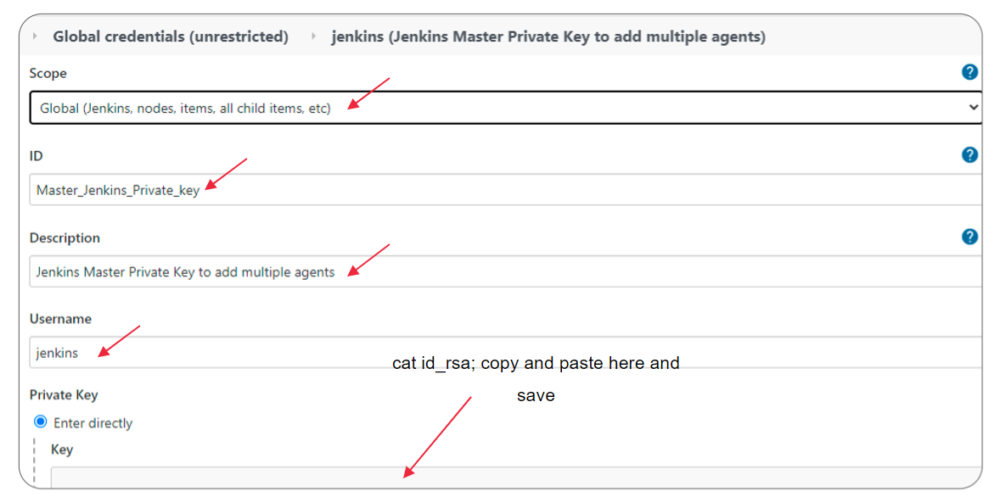 Global credentials (unrestricted) jenkins (Jenkins Master Private Key to add multiple agents)
Scope
?
Global (Jenkins, nodes, items, all child items, etc)
ID
?
Master_Jenkins_Private_key
Description
?
Jenkins Master Private Key to add multiple agents
Username
jenkins
cat id_rsa; copy and paste here and
save
Private Key
Enter directly
Key